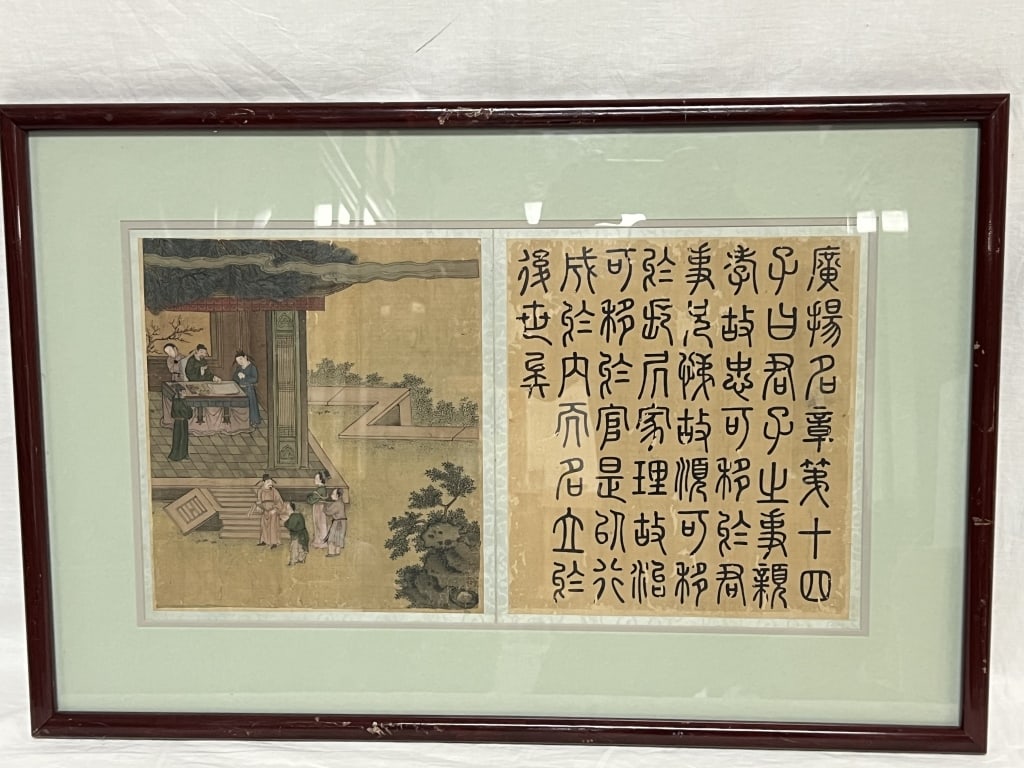 廣揚名章第十四
子曰君子之事親
孝故忠可移於君
事兄悌故順可移
於長居家理故治
可移於官是以行
成於內而名立於
後世矣